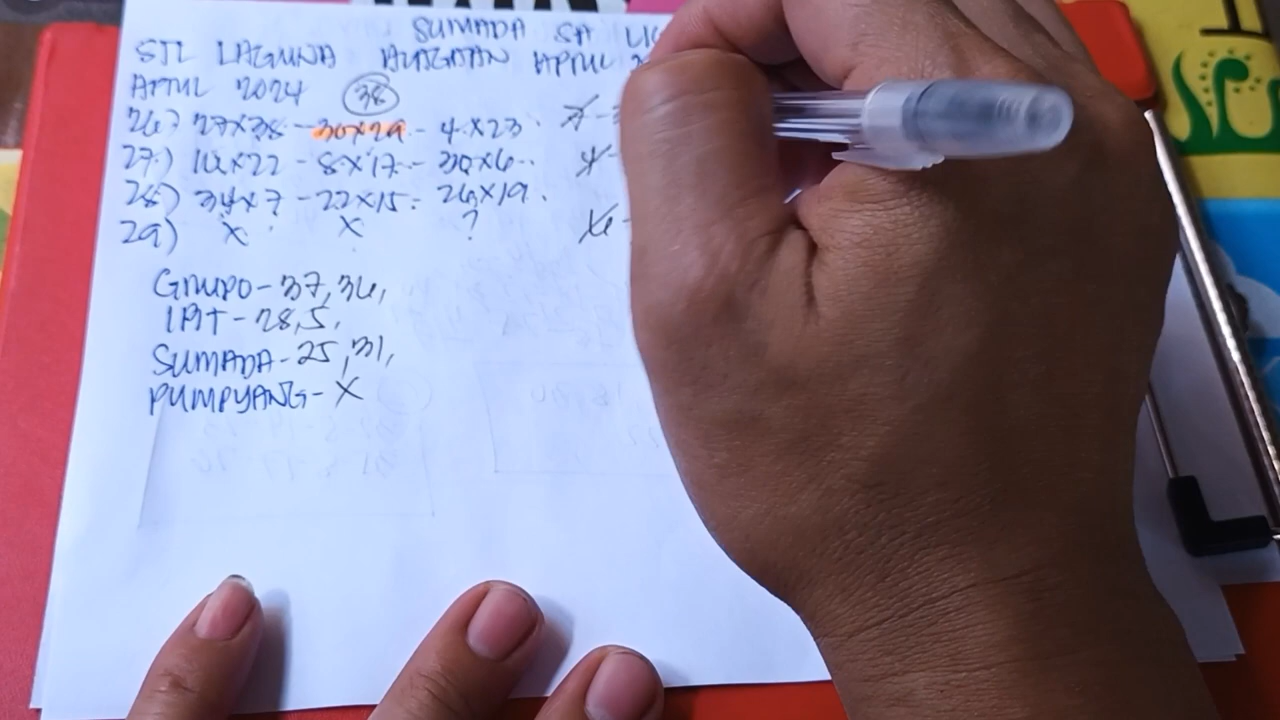 SUMADA SA
STL LAGUNA ALAGAAN APRIL
APRIL 2024 38
26) 27x38 - 30x29 - 4x23.
27.) 16x22 - 8x17 - 30x6..
28) 34x7 - 22x15 - 26x19.
29) x x ?
GRUPO - 37, 36,
IPIT - 28, 5,
SUMADA - 25, 31,
PUMPYANG - X